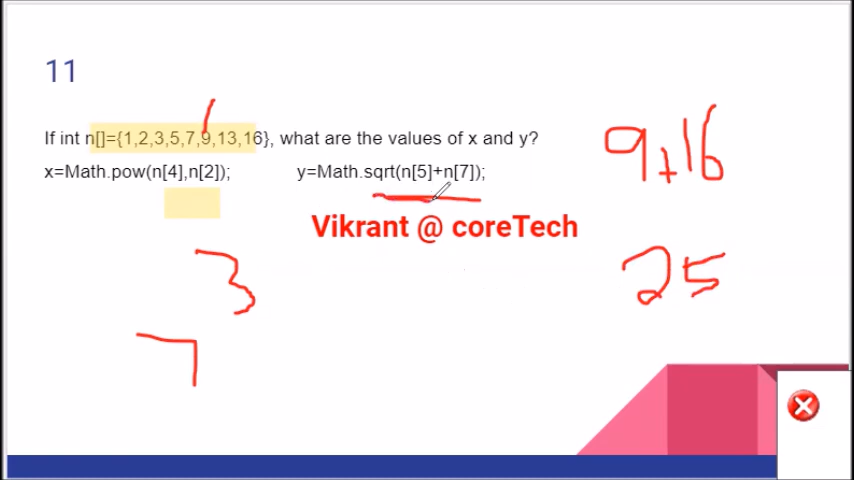 11
If int n[]={1,2,3,5,7,9,13,16}, what are the values of x and y?
x=Math.pow(n[4],n[2]); y=Math.sqrt(n[5]+n[7]);
9+16
Vikrant @ coreTech
3
25
7